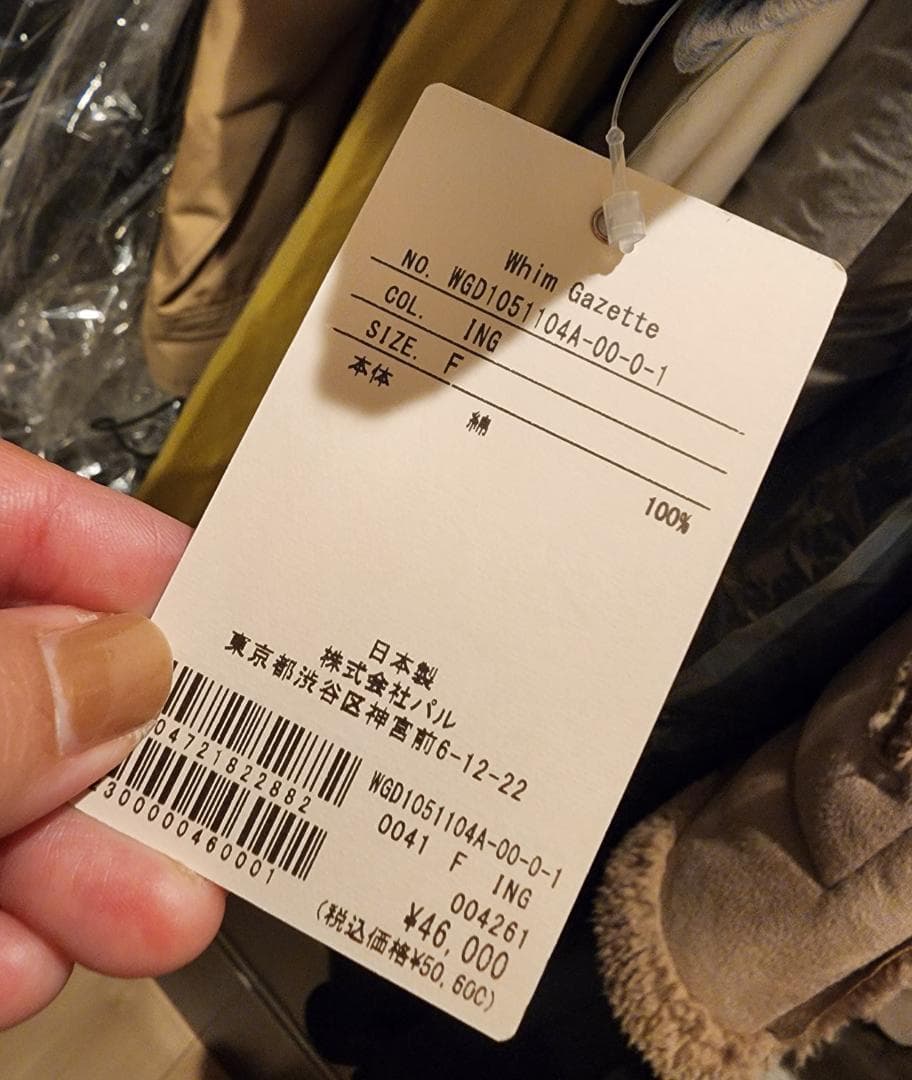 Whim Gazette
NO. WGD1051104A-00-0-1
COL. ING
SIZE. F
本体
綿
100%
日本製
株式会社パル
東京都渋谷区神宮前6-12-22
04721822882
WGD1051104A-00-0-1
0041 F ING
2300000460001
004261
¥46,000
(税込価格¥50,600)